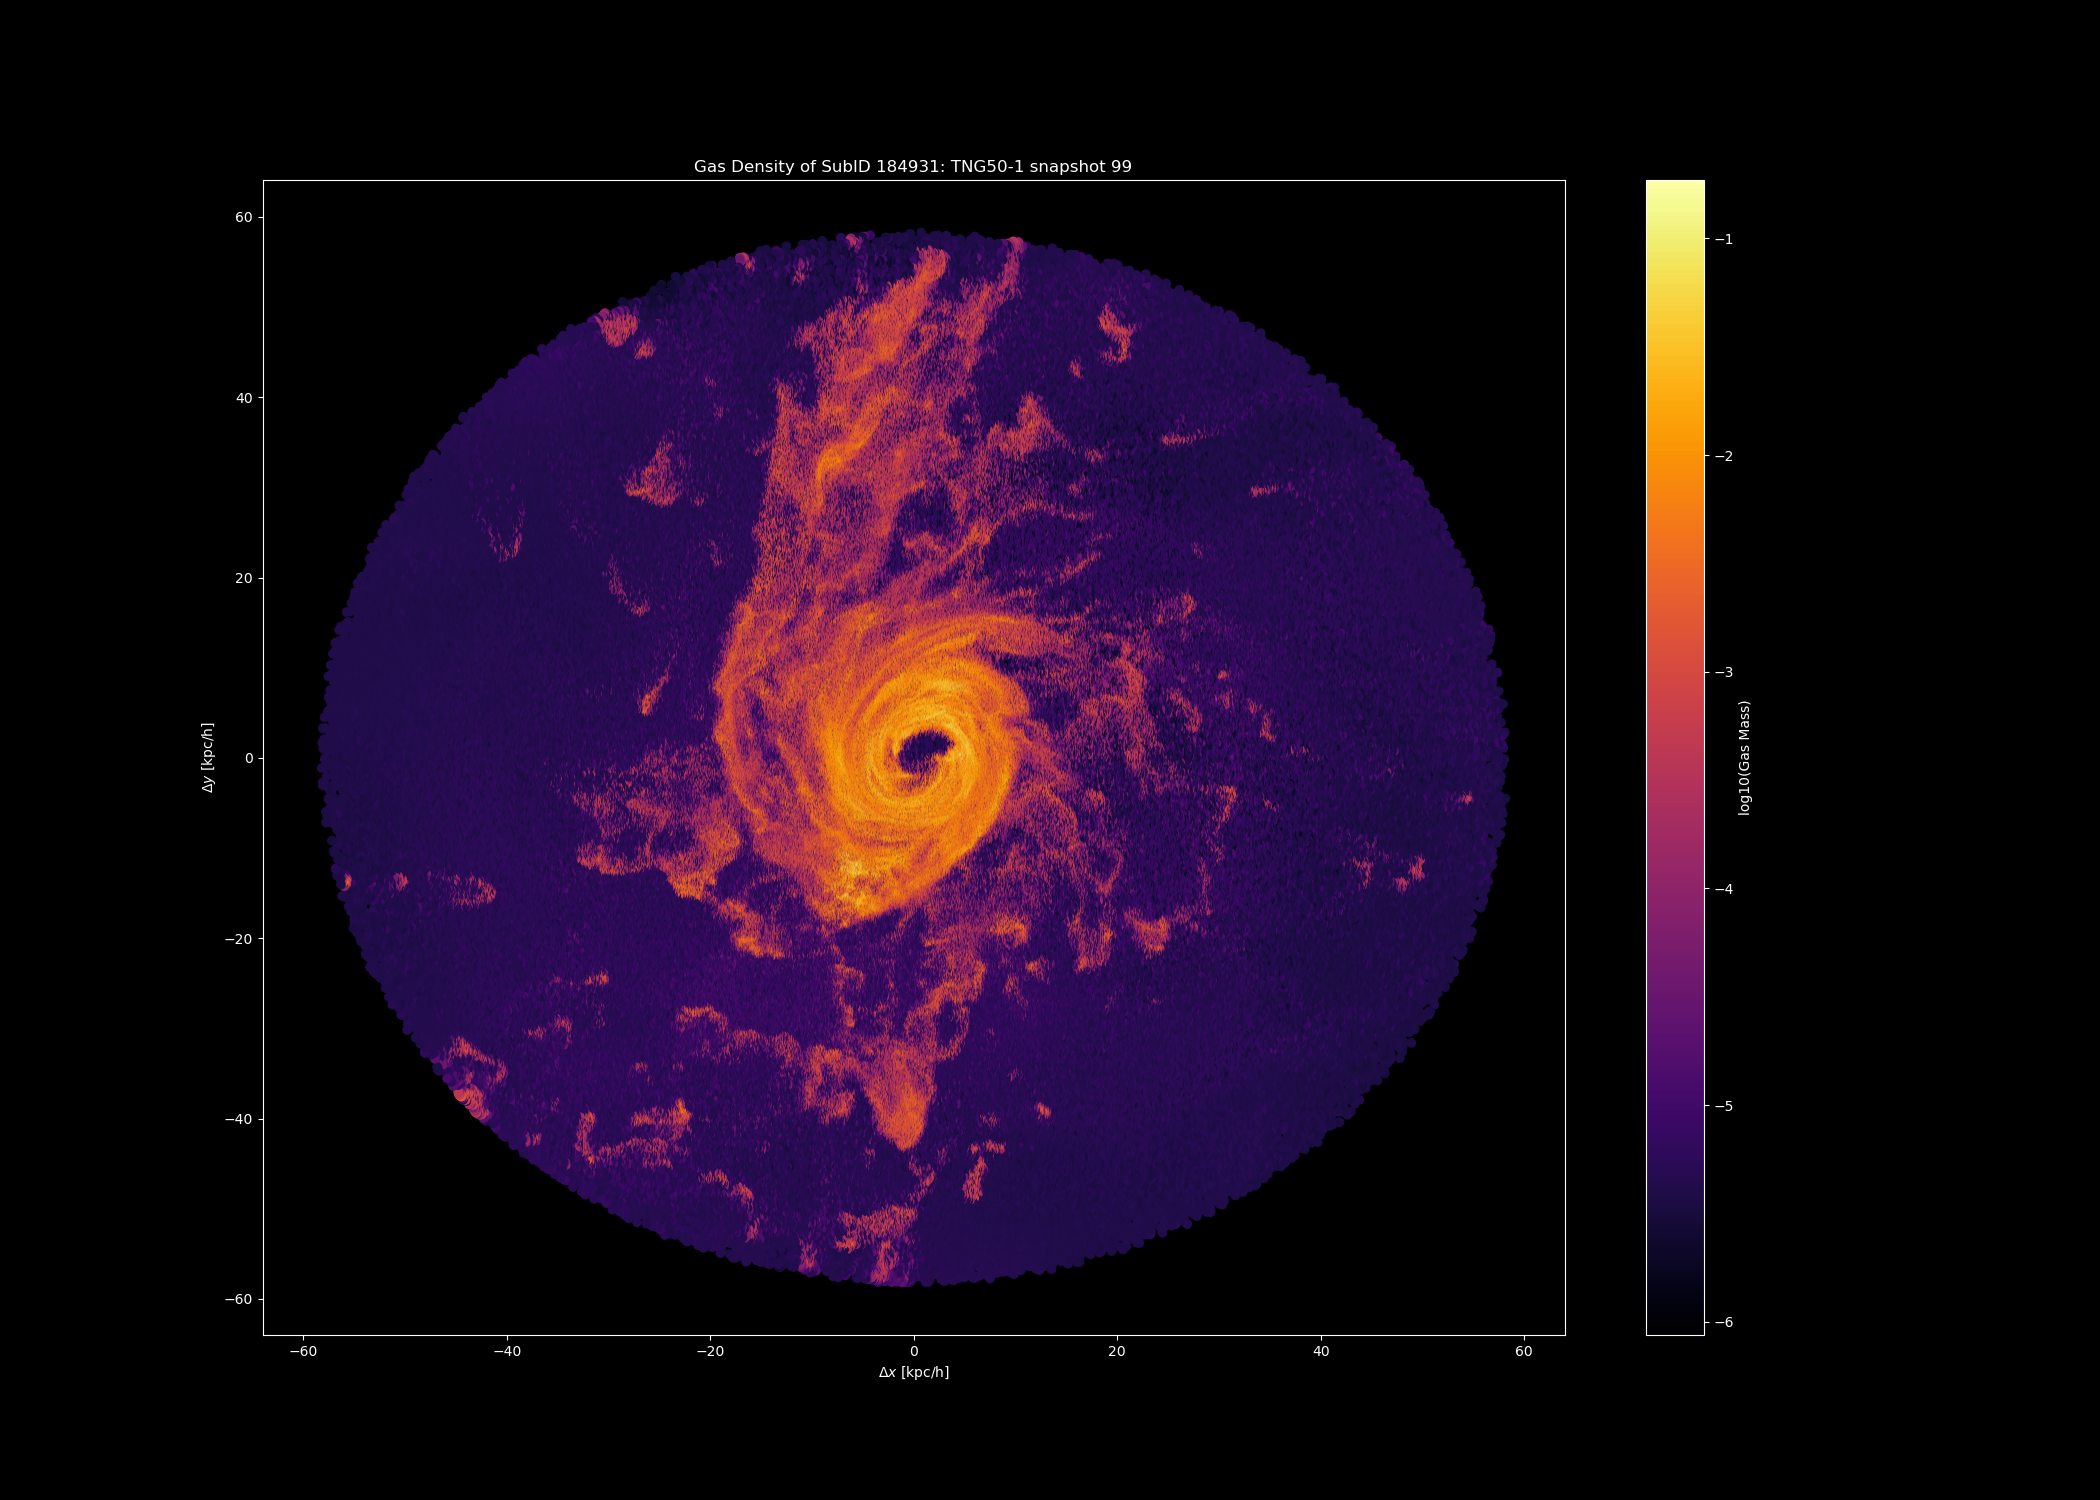 Gas Density of SubID 184931: TNG50-1 snapshot 99
60
40
20
0
−20
−40
−60
Δy [kpc/h]
−60 −40 −20 0 20 40 60
Δx [kpc/h]
−1
−2
−3
−4
−5
−6
log10(Gas Mass)